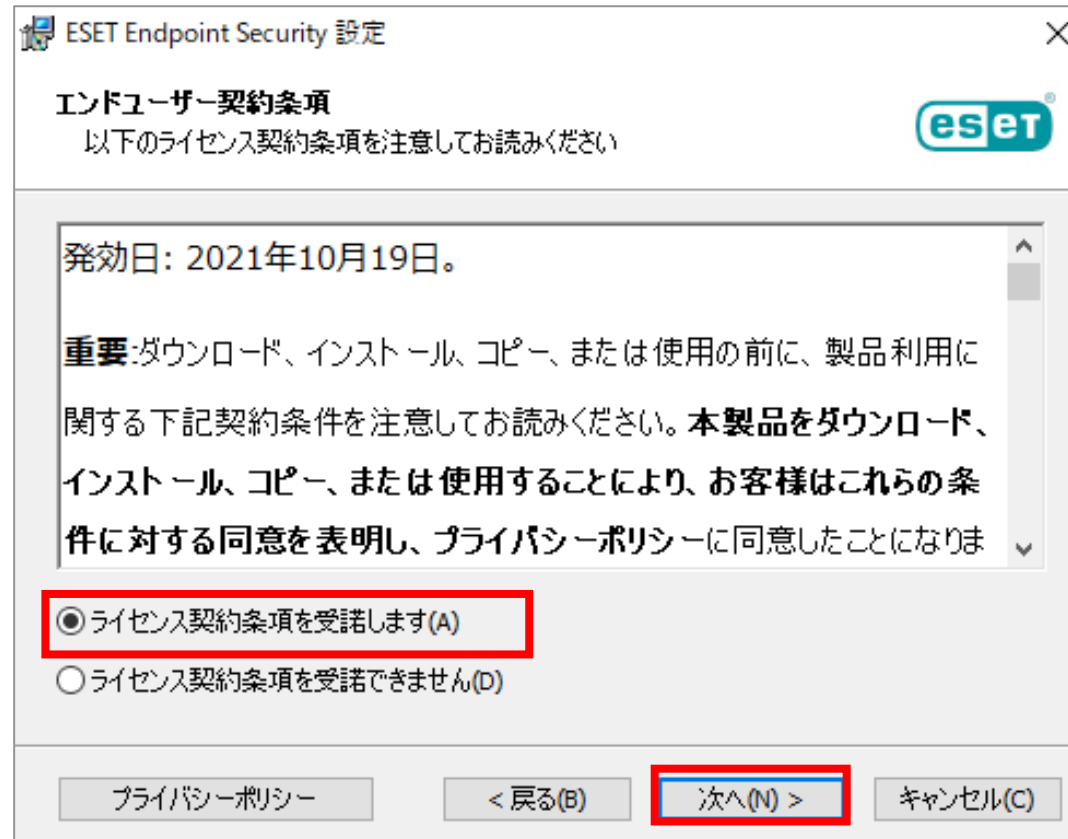 ESET Endpoint Security 設定
エンドユーザー契約条項
以下のライセンス契約条項を注意してお読みください
eseT®
発効日: 2021年10月19日。
重要:ダウンロード、インストール、コピー、または使用の前に、製品利用に
関する下記契約条件を注意してお読みください。本製品をダウンロード、
インストール、コピー、または使用することにより、お客様はこれらの条
件に対する同意を表明し、プライバシーポリシーに同意したことになりま
ライセンス契約条項を受諾します(A)
ライセンス契約条項を受諾できません(D)
プライバシーポリシー
< 戻る(B)
次へ(N) >
キャンセル(C)